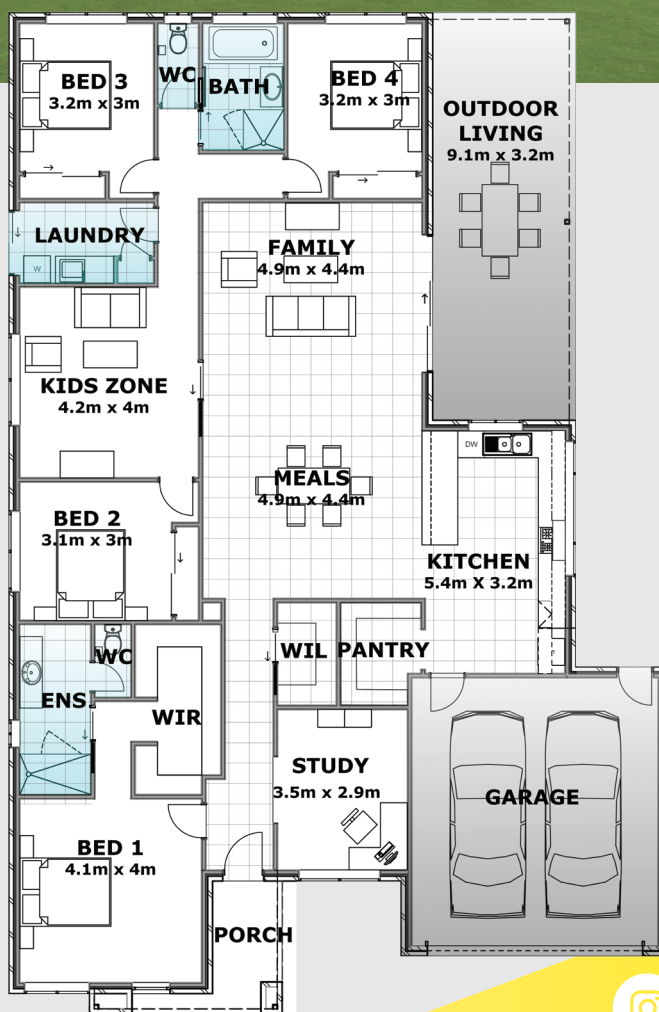 BED 3
3.2m x 3m
WC
BATH
BED 4
3.2m x 3m
OUTDOOR
LIVING
9.1m x 3.2m
LAUNDRY
W
FAMILY
4.9m x 4.4m
KIDS ZONE
4.2m x 4m
DW
MEALS
4.9m x 4.4m
BED 2
3.1m x 3m
KITCHEN
5.4m X 3.2m
WC
WIL
PANTRY
ENS
WIR
STUDY
3.5m x 2.9m
GARAGE
BED 1
4.1m x 4m
PORCH